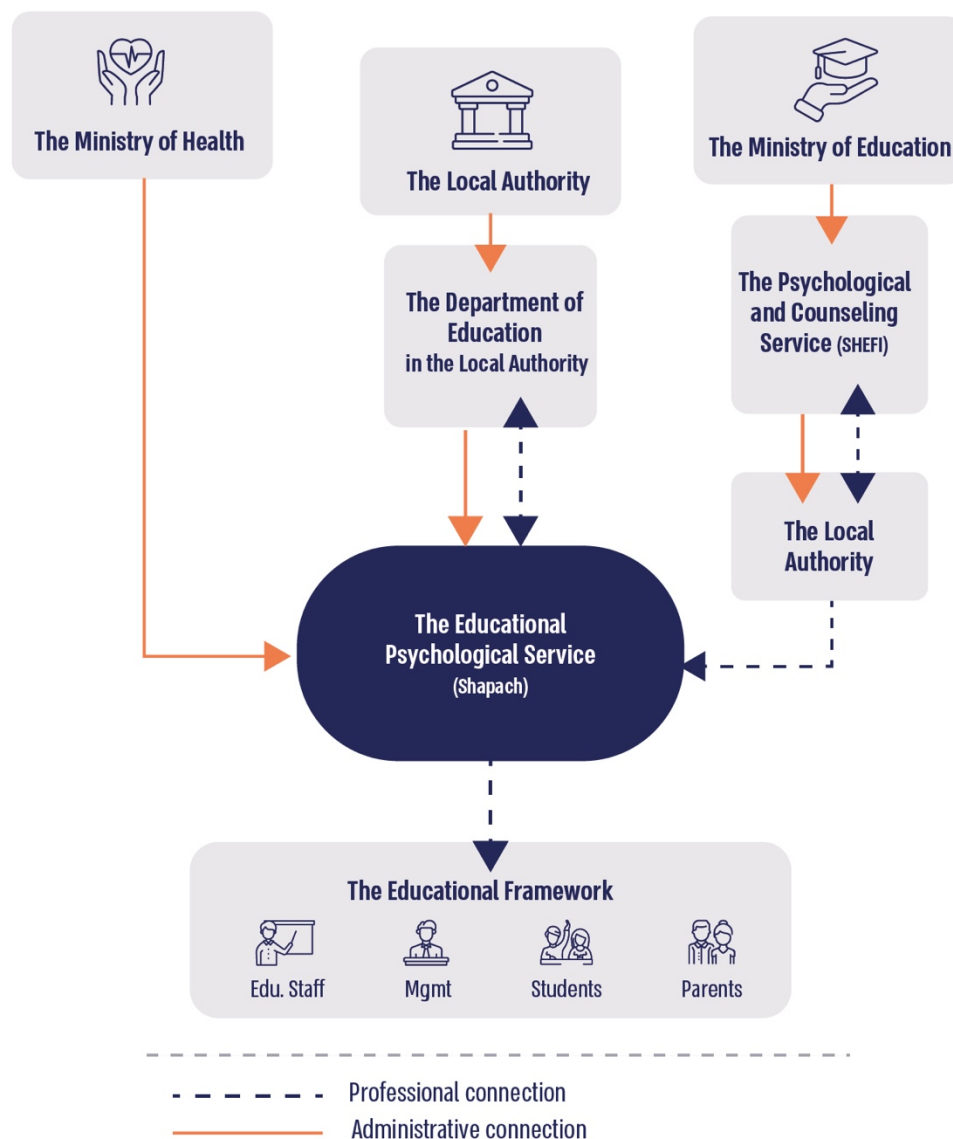 The Ministry of Health
The Local Authority
The Ministry of Education
The Department of
Education
in the Local Authority
The Psychological
and Counseling
Service (SHEFI)
The Local
Authority
The Educational
Psychological Service
(Shapach)
The Educational Framework
Edu. Staff
Mgmt
Students
Parents
Professional connection
Administrative connection